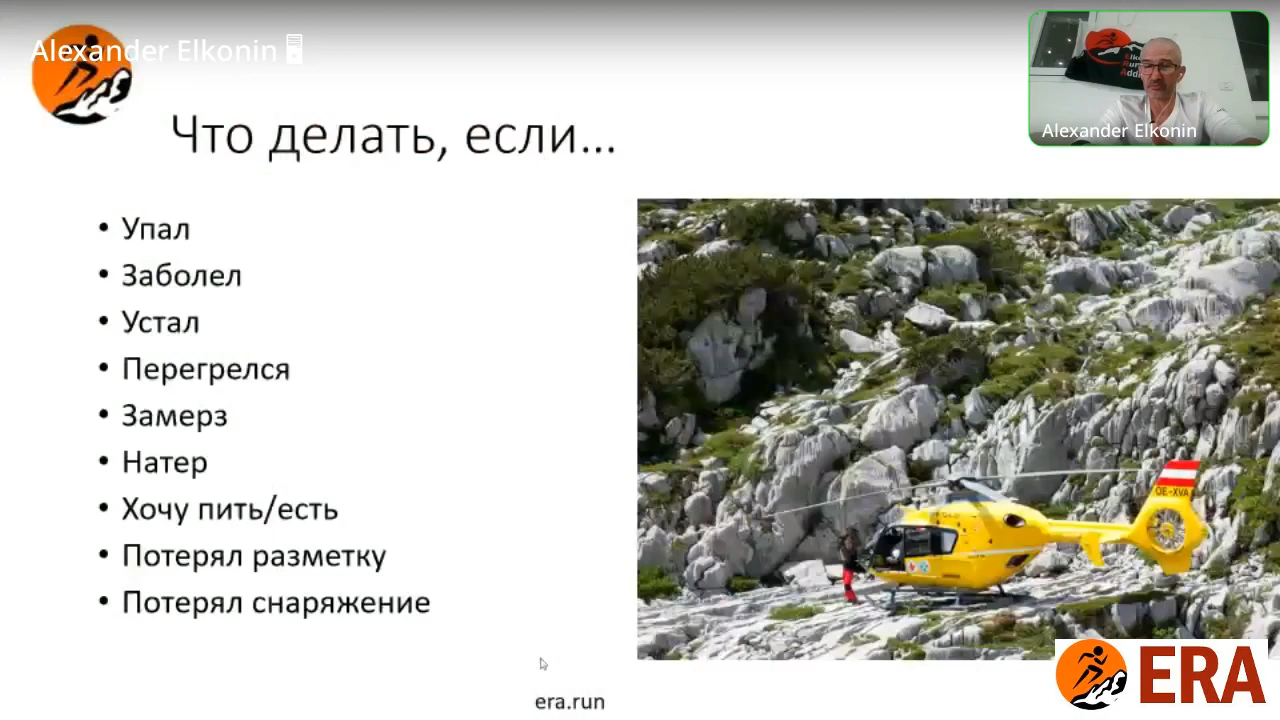 Alexander Elkonin
Что делать, если...
• Упал
• Заболел
• Устал
• Перегрелся
• Замерз
• Натер
• Хочу пить/есть
• Потерял разметку
• Потерял снаряжение
Alexander Elkonin
OE-XVA
era.run
ERA